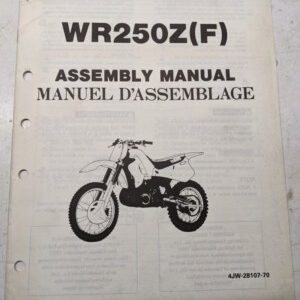 WR250Z(F)
ASSEMBLY MANUAL
MANUEL D'ASSEMBLAGE
4JW-28107-70